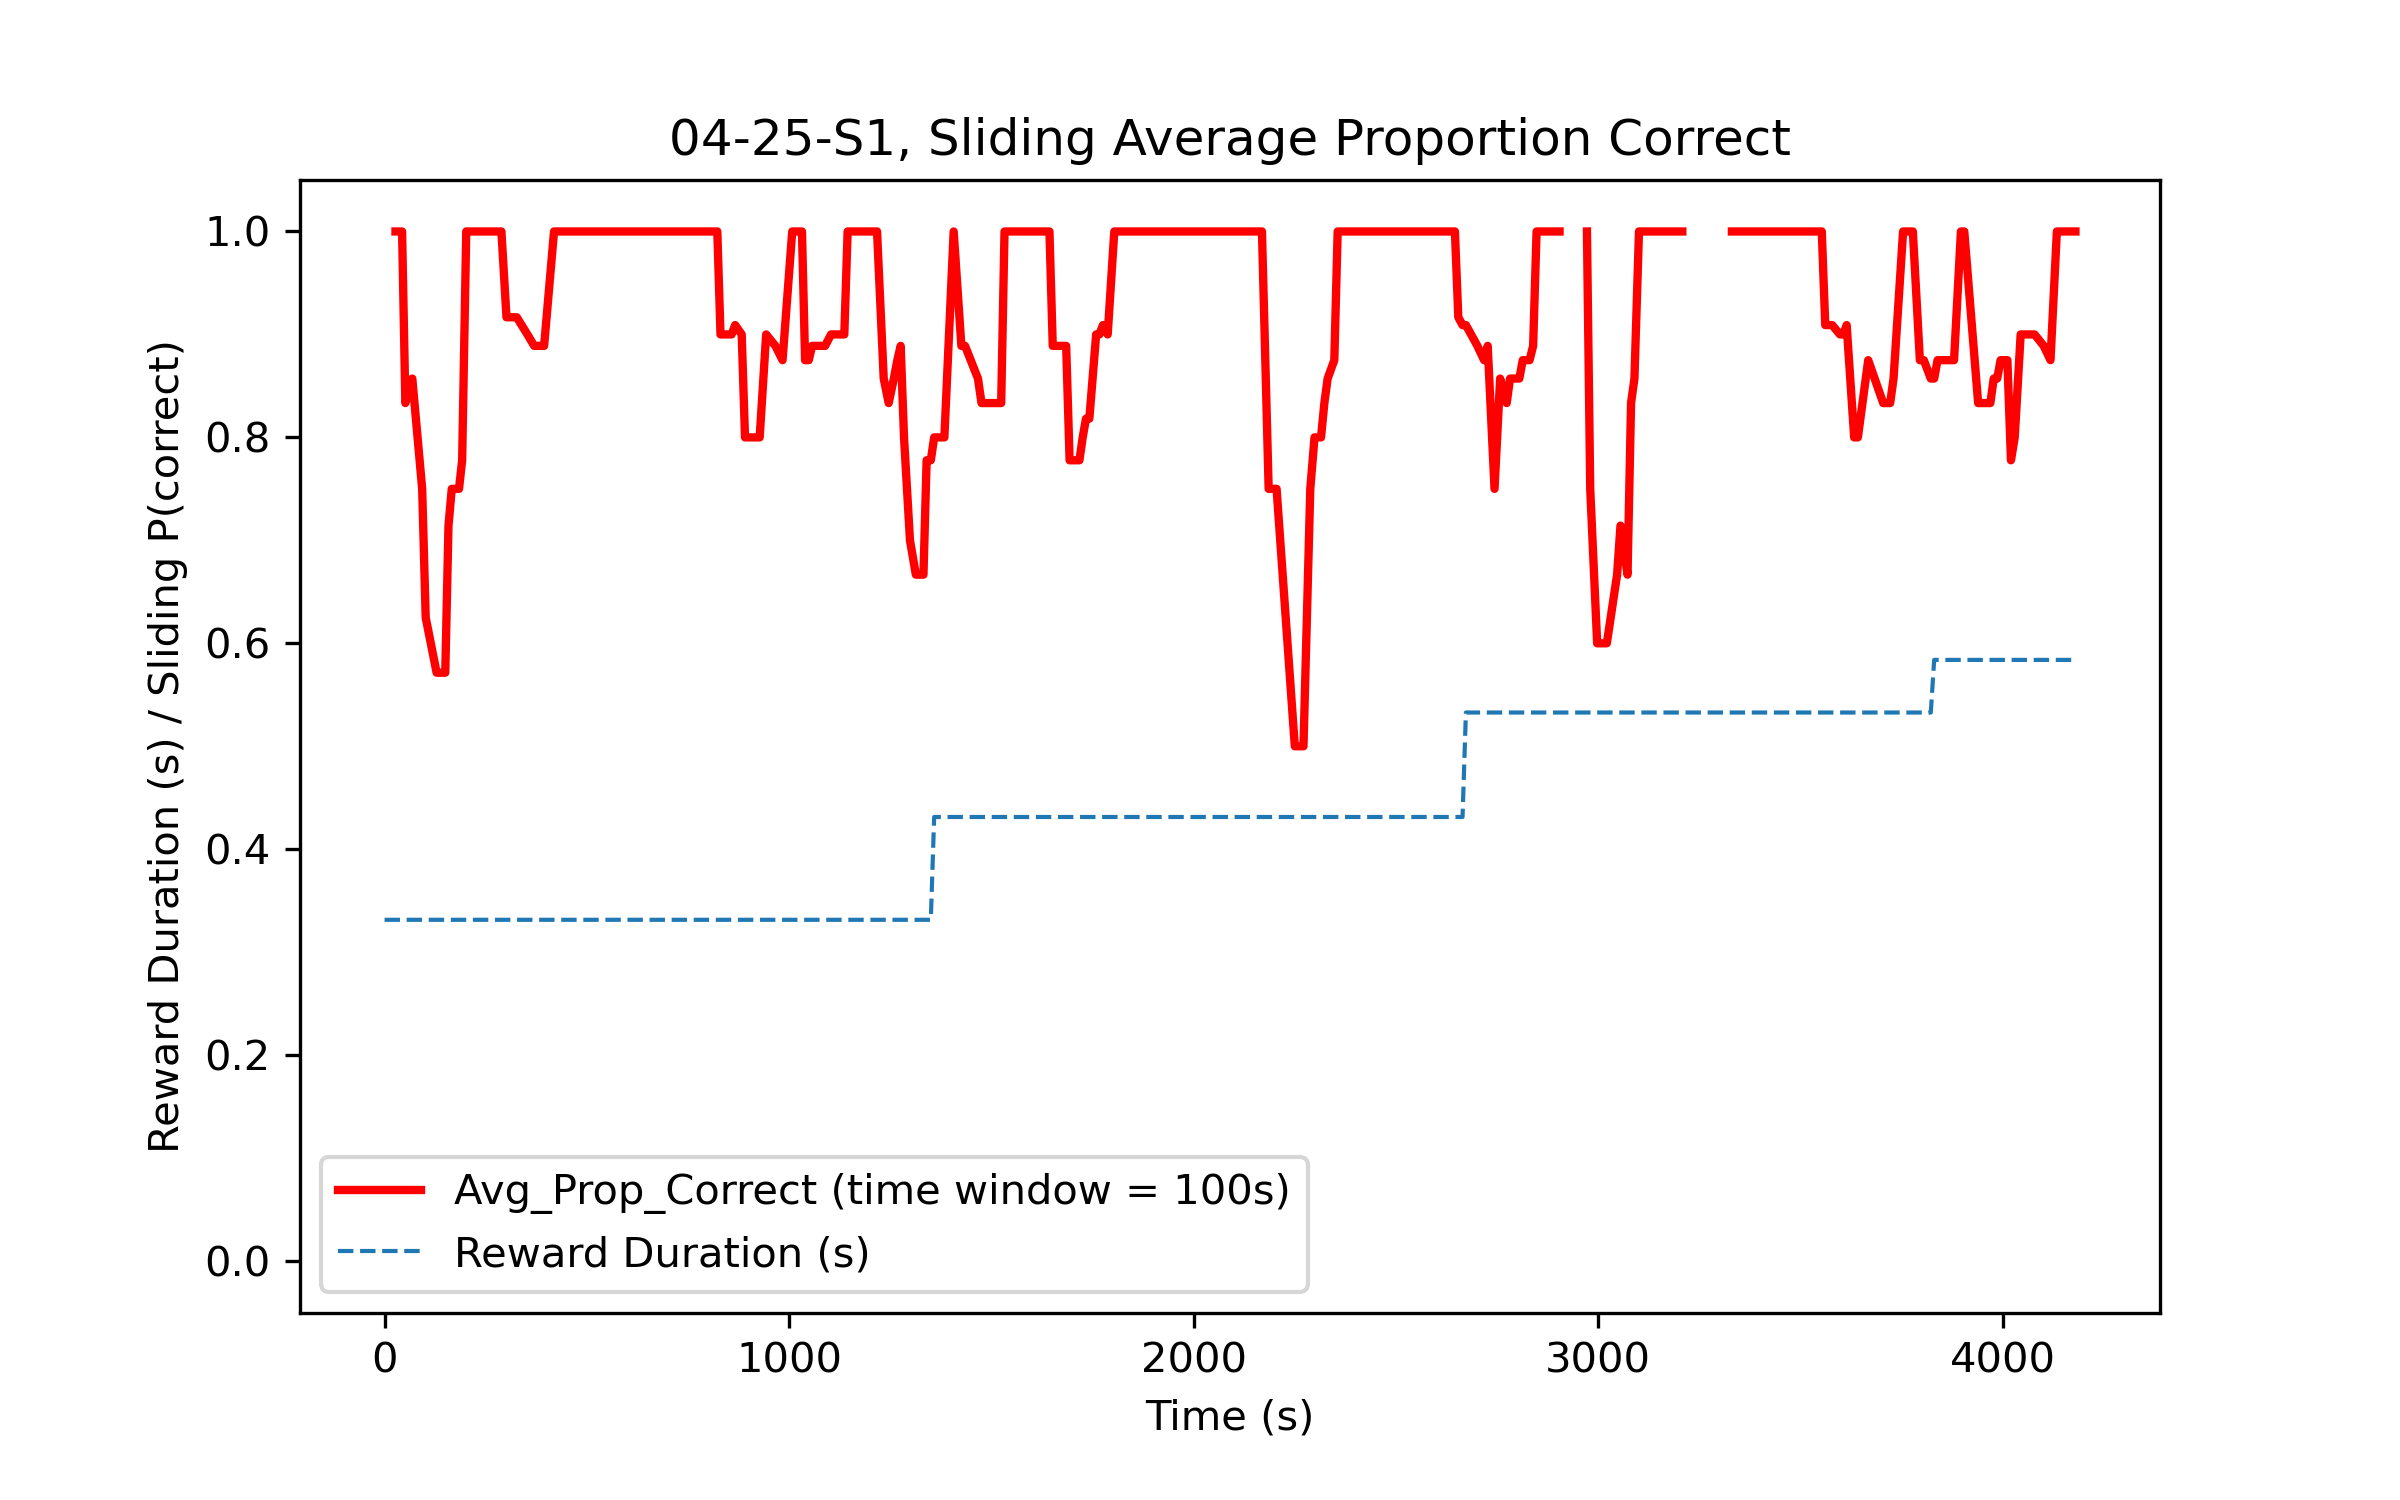 04-25-S1, Sliding Average Proportion Correct
Reward Duration (s) / Sliding P(correct)
1.0
0.8
0.6
0.4
0.2
0.0
Avg_Prop_Correct (time window = 100s)
Reward Duration (s)
0 1000 2000 3000 4000
Time (s)